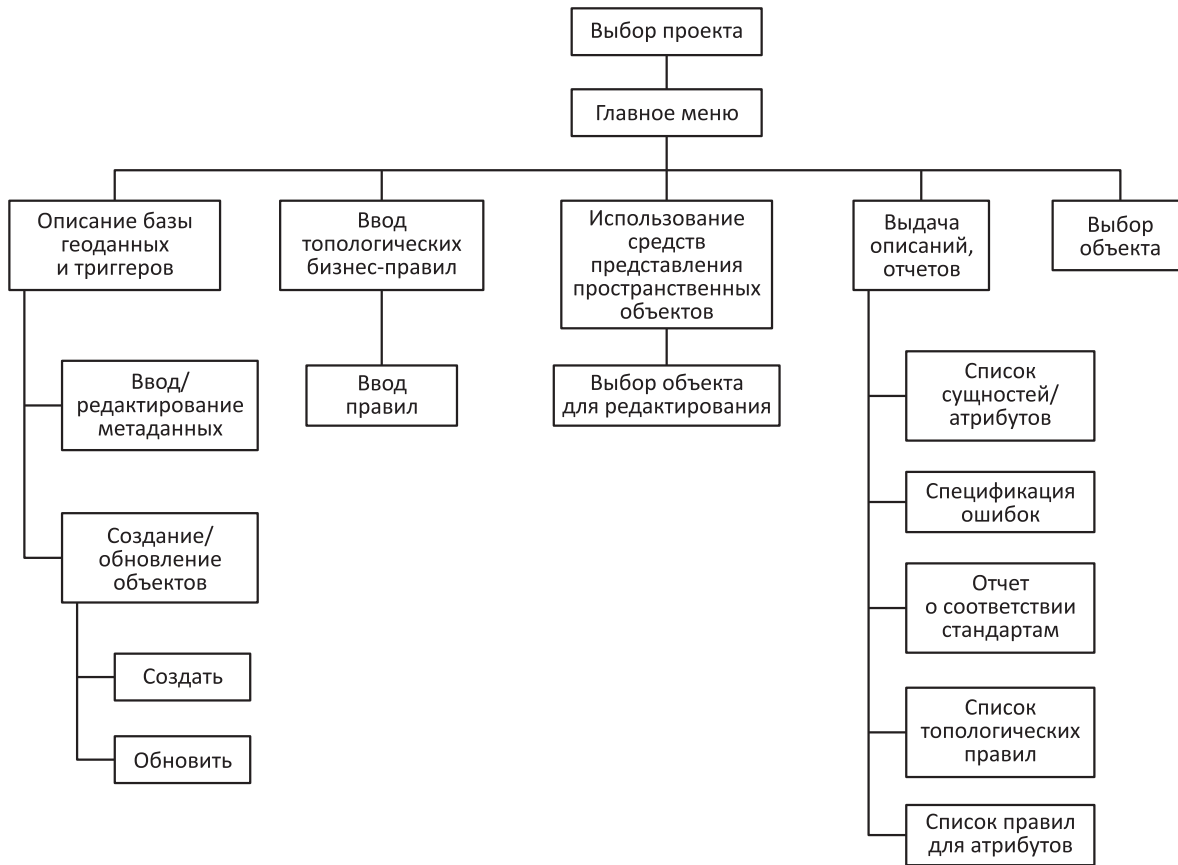 Выбор проекта
Главное меню
Описание базы
геоданных
и триггеров
Ввод
топологических
бизнес-правил
Использование
средств
представления
пространственных
объектов
Выдача
описаний,
отчетов
Выбор
объекта
Ввод/
редактирование
метаданных
Ввод
правил
Выбор объекта
для редактирования
Список
сущностей/
атрибутов
Спецификация
ошибок
Создание/
обновление
объектов
Отчет
о соответствии
стандартам
Создать
Обновить
Список
топологических
правил
Список правил
для атрибутов